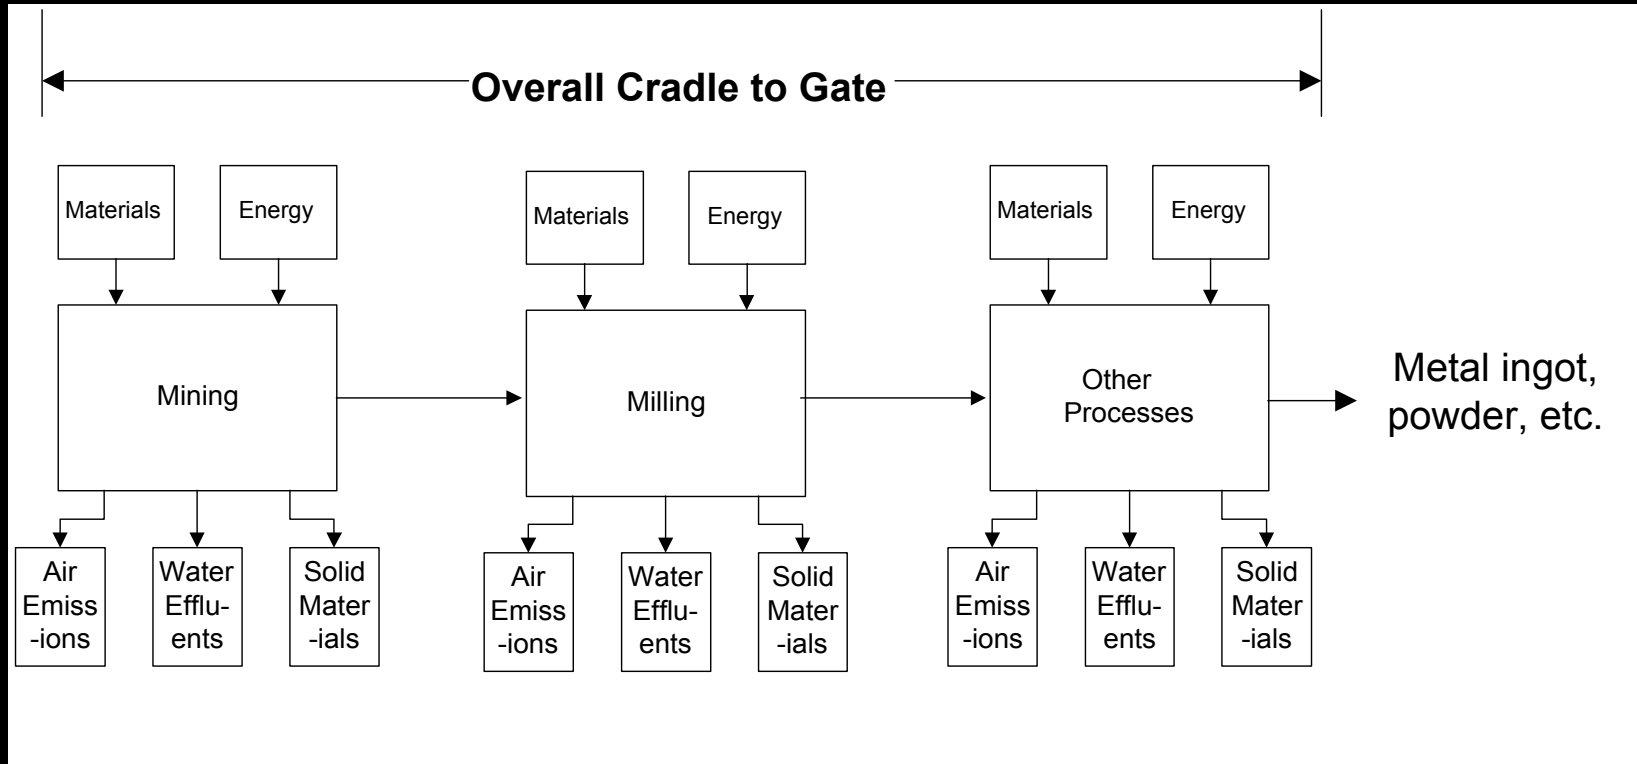 Overall Cradle to Gate
Materials
Energy
Materials
Energy
Materials
Energy
Mining
Milling
Other
Processes
Metal ingot,
powder, etc.
Air
Emiss
-ions
Water
Efflu-
ents
Solid
Mater
-ials
Air
Emiss
-ions
Water
Efflu-
ents
Solid
Mater
-ials
Air
Emiss
-ions
Water
Efflu-
ents
Solid
Mater
-ials